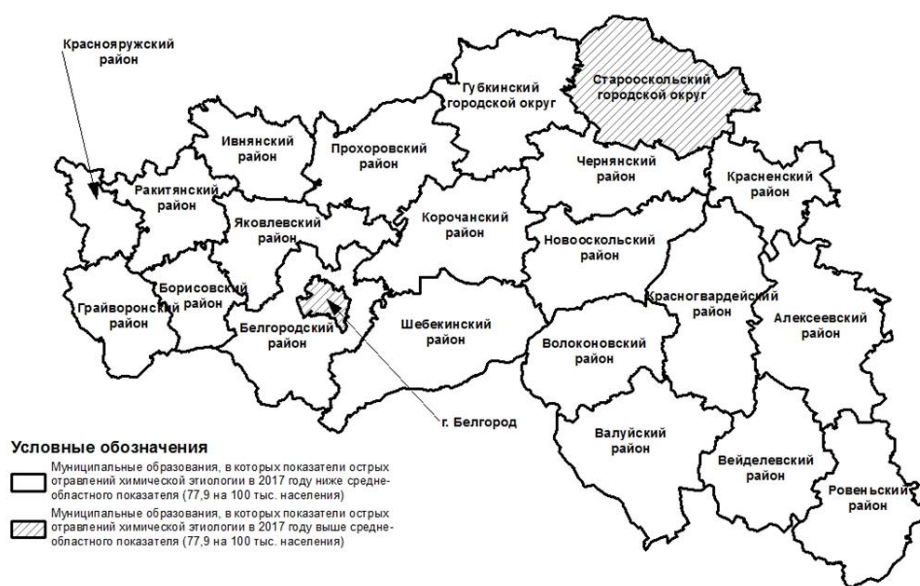 Краснояружский
район
Губкинский
городской округ
Старооскольский
городской округ
Ивнянский
район
Прохоровский
район
Чернянский
район
Красненский
район
Ракитянский
район
Яковлевский
район
Корочанский
район
Новооскольский
район
Грайворонский
район
Борисовский
район
Белгородский
район
Шебекинский
район
Волоконовский
район
Красногвардейский
район
Алексеевский
район
г. Белгород
Валуйский
район
Вейделевский
район
Ровеньский
район
Условные обозначения
Муниципальные образования, в которых показатели острых
отравлений химической этиологии в 2017 году ниже средне-
областного показателя (77,9 на 100 тыс. населения)
Муниципальные образования, в которых показатели острых
отравлений химической этиологии в 2017 году выше средне-
областного показателя (77,9 на 100 тыс. населения)